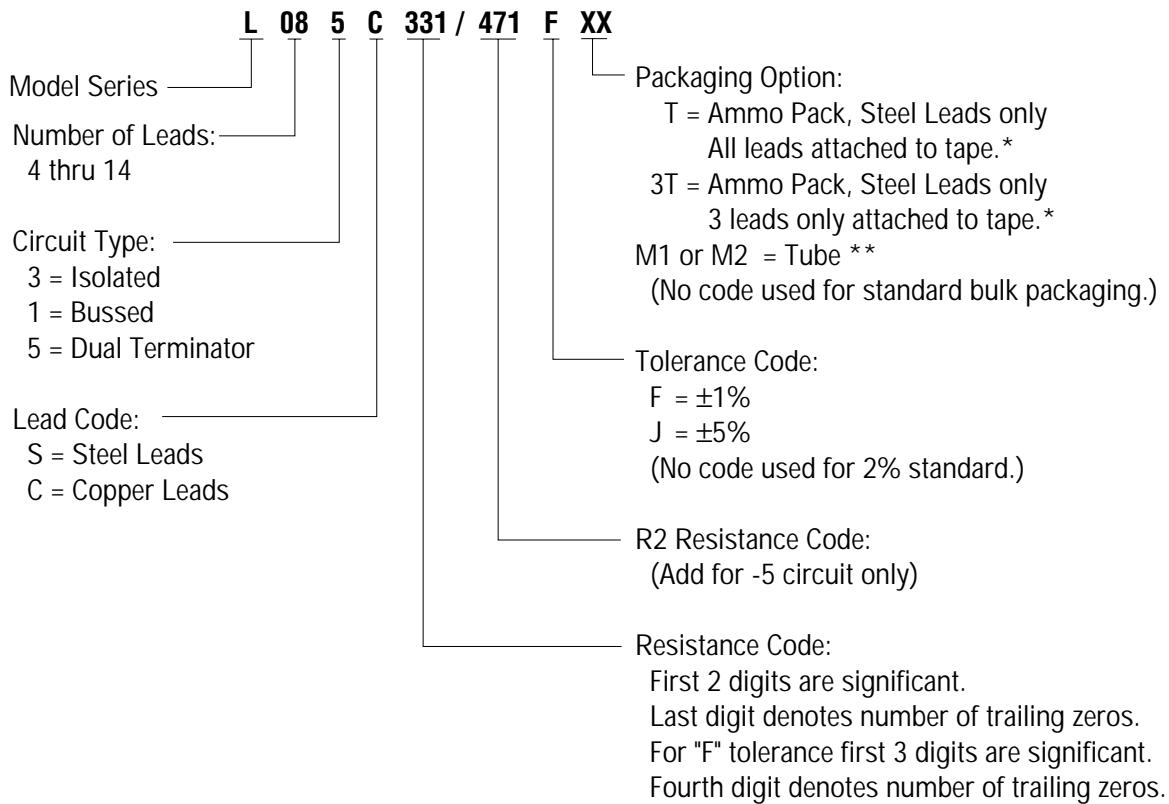 L 08 5 C 331 / 471 F XX
Model Series
Number of Leads:
4 thru 14
Circuit Type:
3 = Isolated
1 = Bussed
5 = Dual Terminator
Lead Code:
S = Steel Leads
C = Copper Leads
Packaging Option:
T = Ammo Pack, Steel Leads only
All leads attached to tape.*
3T = Ammo Pack, Steel Leads only
3 leads only attached to tape.*
M1 or M2 = Tube **
(No code used for standard bulk packaging.)
Tolerance Code:
F = ±1%
J = ±5%
(No code used for 2% standard.)
R2 Resistance Code:
(Add for -5 circuit only)
Resistance Code:
First 2 digits are significant.
Last digit denotes number of trailing zeros.
For "F" tolerance first 3 digits are significant.
Fourth digit denotes number of trailing zeros.